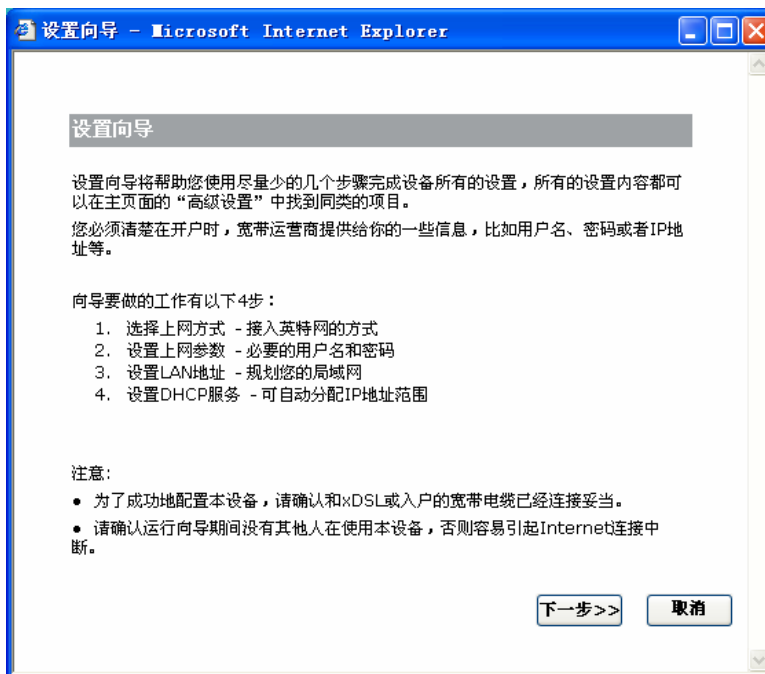 设置向导 - Microsoft Internet Explorer
设置向导
设置向导将帮助您使用尽量少的几个步骤完成设备所有的设置，所有的设置内容都可
以在主页面的“高级设置”中找到同类的项目。
您必须清楚在开户时，宽带运营商提供给你的一些信息，比如用户名、密码或者IP地
址等。
向导要做的工作有以下4步：
1. 选择上网方式 - 接入英特网的方式
2. 设置上网参数 - 必要的用户名和密码
3. 设置LAN地址 - 规划您的局域网
4. 设置DHCP服务 - 可自动分配IP地址范围
注意:
● 为了成功地配置本设备，请确认和xDSL或入户的宽带电缆已经连接妥当。
● 请确认运行向导期间没有其他人在使用本设备，否则容易引起Internet连接中
断。
下一步>> 取消